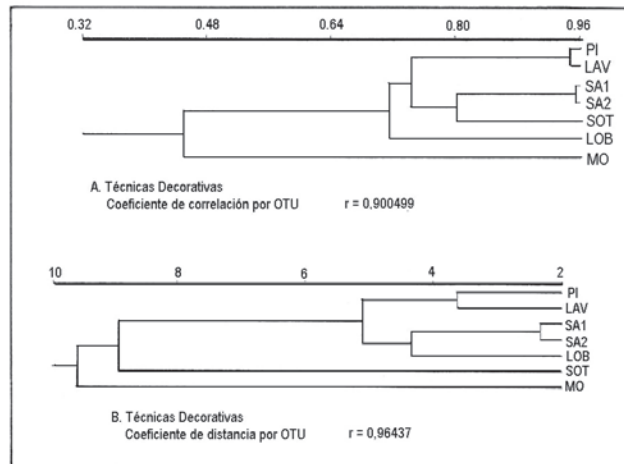 0.32 0.48 0.64 0.80 0.96
PI
LAV
SA1
SA2
SOT
LOB
MO
A. Técnicas Decorativas
Coeficiente de correlación por OTU r = 0,900499
10 8 6 4 2
PI
LAV
SA1
SA2
LOB
SOT
MO
B. Técnicas Decorativas
Coeficiente de distancia por OTU r = 0,96437